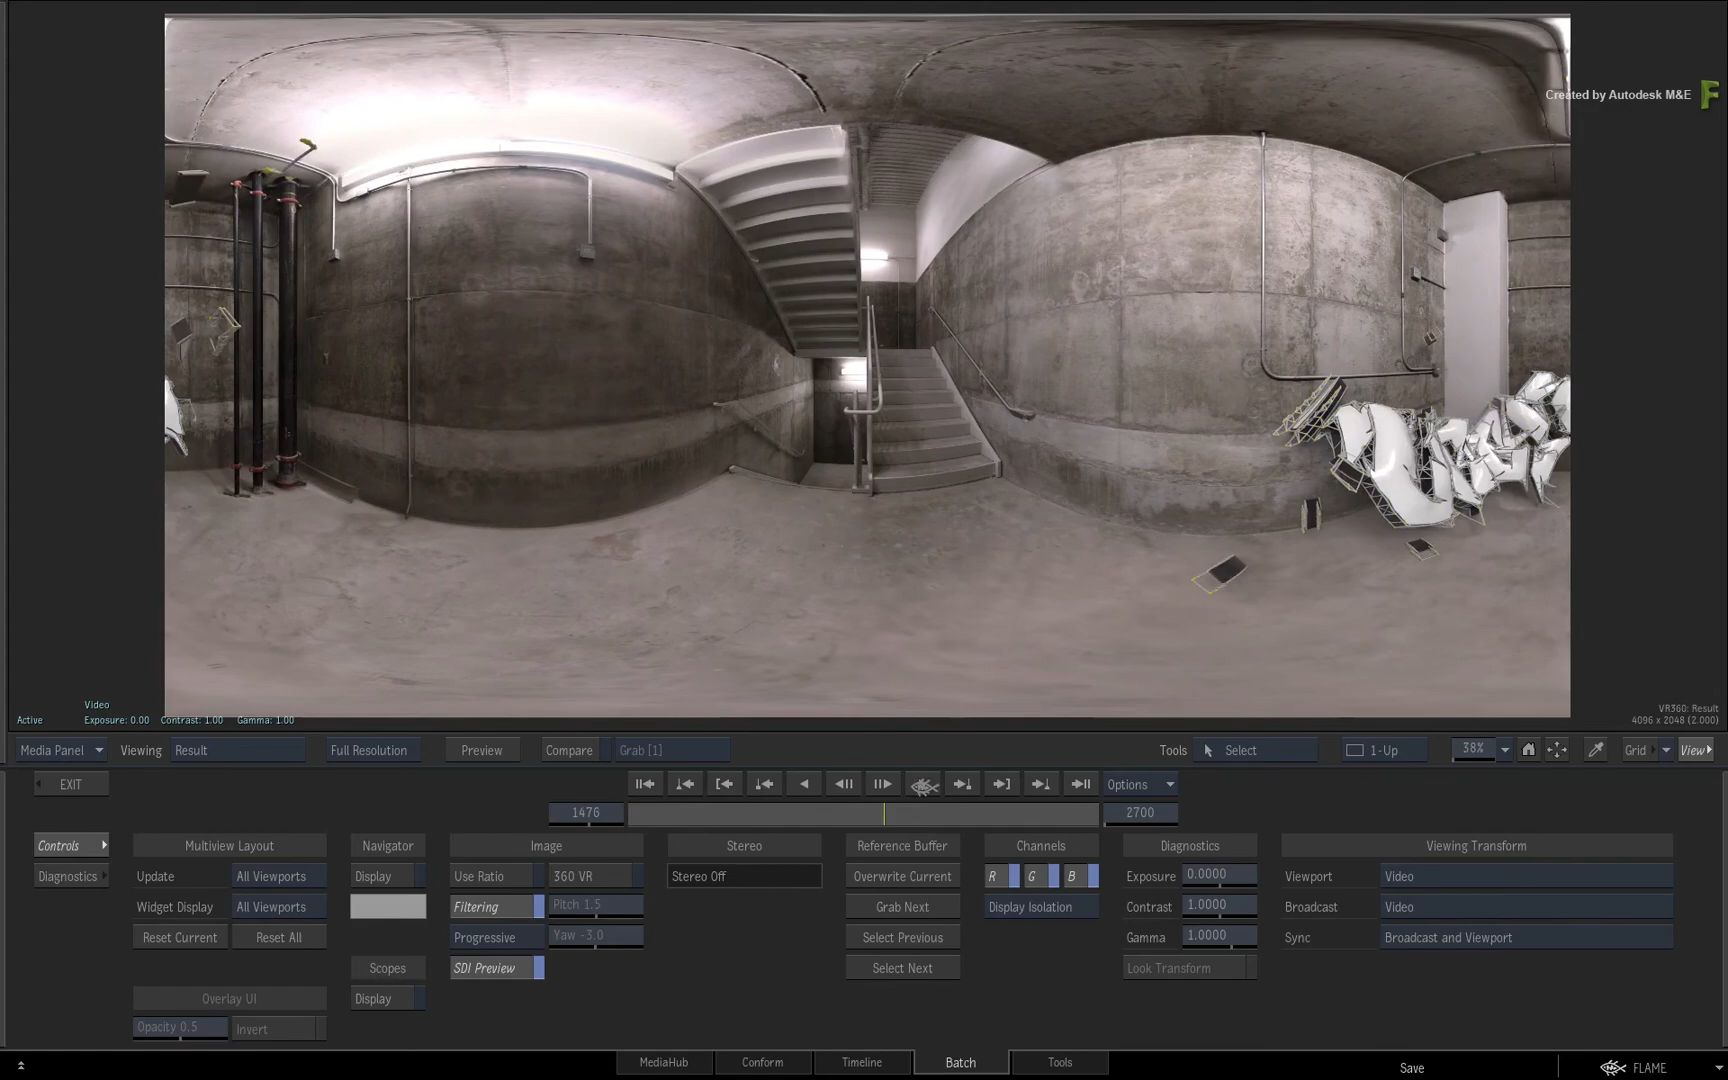 Created by Autodesk M&E
Video
Active Exposure: 0.00 Contrast: 1.00 Gamma: 1.00
VR360: Result
4096 x 2048 (2.000)
Media Panel Viewing Result Full Resolution Preview Compare Grab [1] Tools Select 1-Up 38% Grid View
EXIT Options
1476 2700
Controls Multiview Layout Navigator Image Stereo Reference Buffer Channels Diagnostics Viewing Transform
Diagnostics Update All Viewports Display Use Ratio 360 VR Stereo Off Overwrite Current R G B Exposure 0.0000 Viewport Video
Widget Display All Viewports Filtering Pitch 1.5 Grab Next Display Isolation Contrast 1.0000 Broadcast Video
Reset Current Reset All Progressive Yaw -3.0 Select Previous Gamma 1.0000 Sync Broadcast and Viewport
Scopes SDI Preview Select Next Look Transform
Overlay UI Display
Opacity 0.5 Invert
MediaHub Conform Timeline Batch Tools Save FLAME